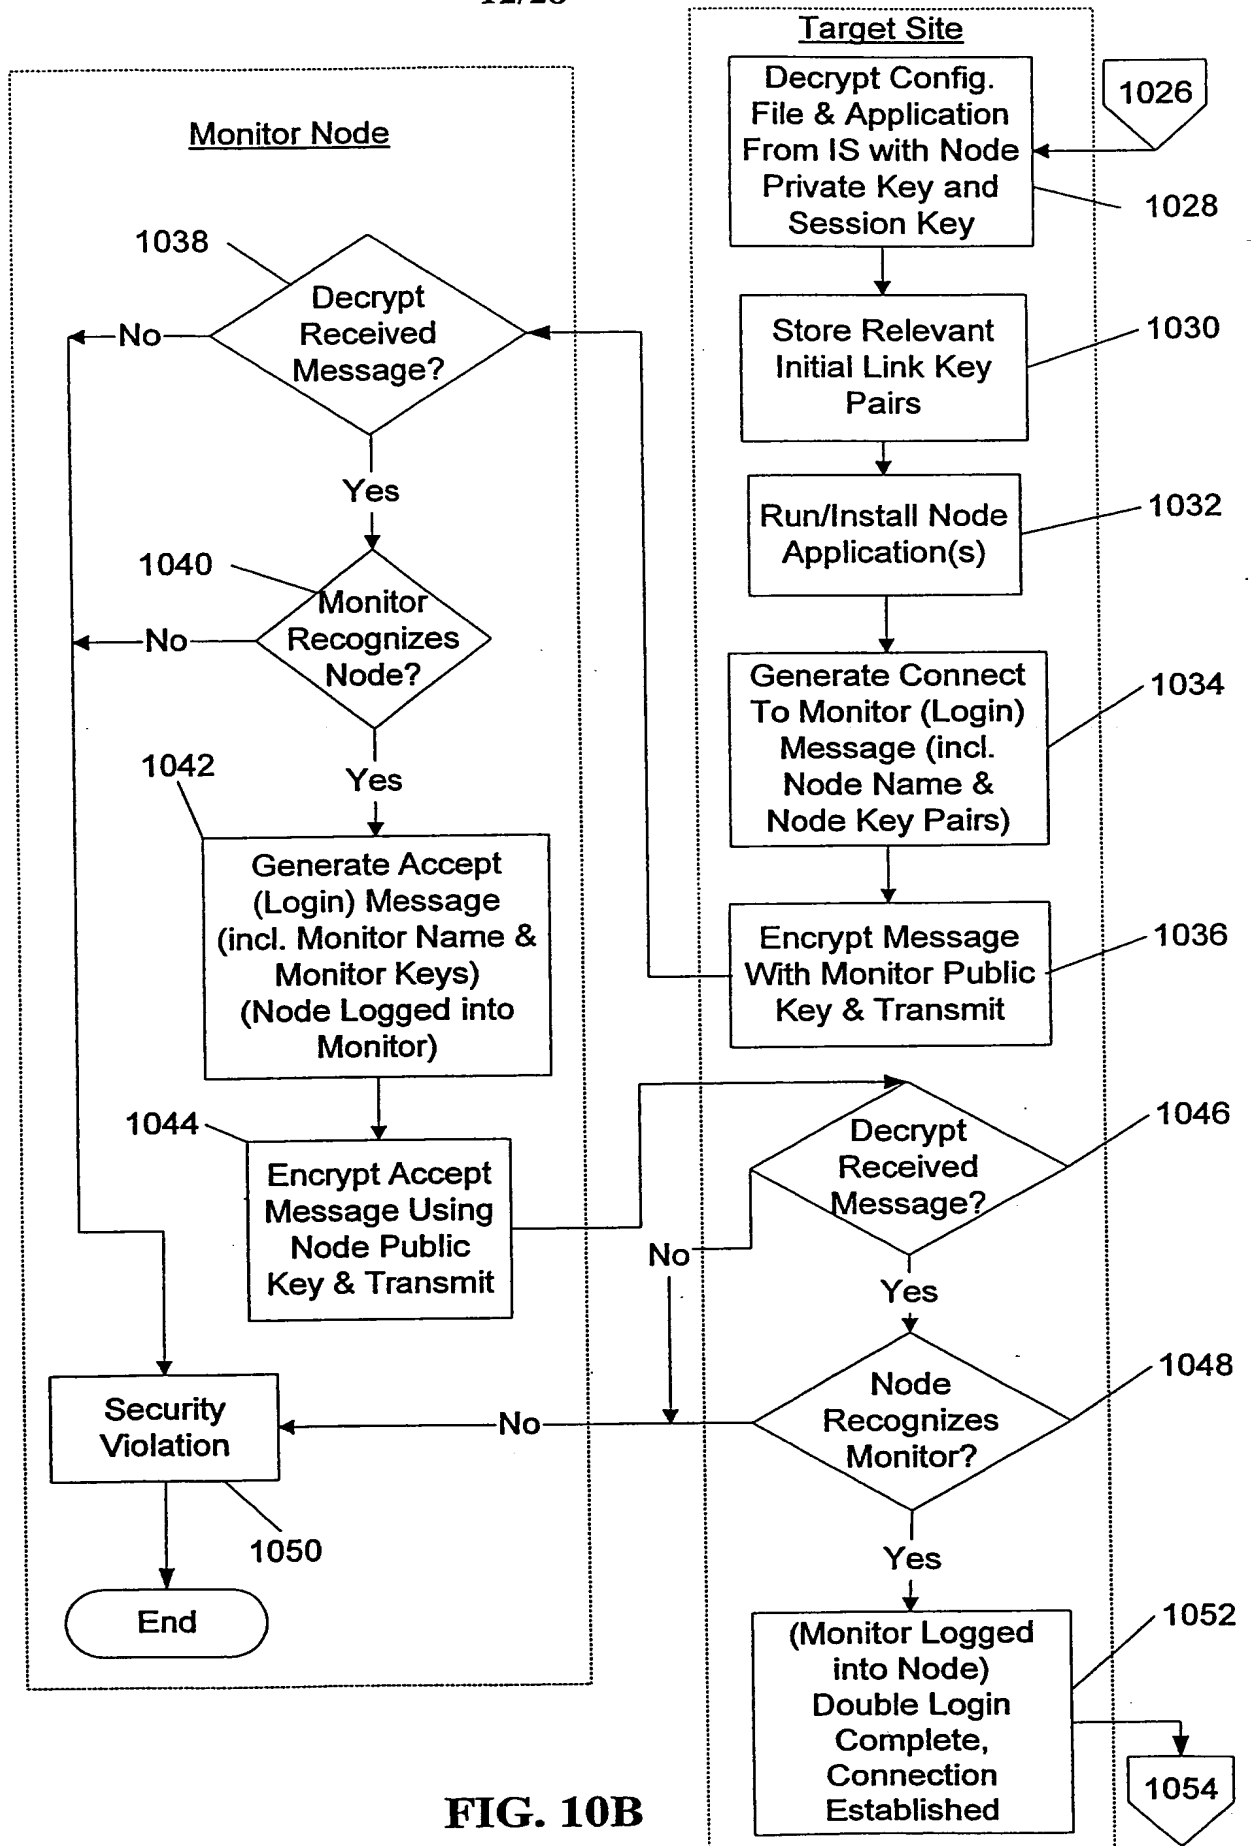 Target Site
Decrypt Config.
File & Application
From IS with Node
Private Key and
Session Key
1026
1028
Store Relevant
Initial Link Key
Pairs
1030
Run/Install Node
Application(s)
1032
Generate Connect
To Monitor (Login)
Message (incl.
Node Name &
Node Key Pairs)
1034
Encrypt Message
With Monitor Public
Key & Transmit
1036
Monitor Node
1038
Decrypt
Received
Message?
No
Yes
1040
Monitor
Recognizes
Node?
No
Yes
1042
Generate Accept
(Login) Message
(incl. Monitor Name &
Monitor Keys)
(Node Logged into
Monitor)
1044
Encrypt Accept
Message Using
Node Public
Key & Transmit
Decrypt
Received
Message?
1046
No
Yes
Node
Recognizes
Monitor?
1048
No
Yes
Security
Violation
1050
End
(Monitor Logged
into Node)
Double Login
Complete,
Connection
Established
1052
1054
FIG. 10B